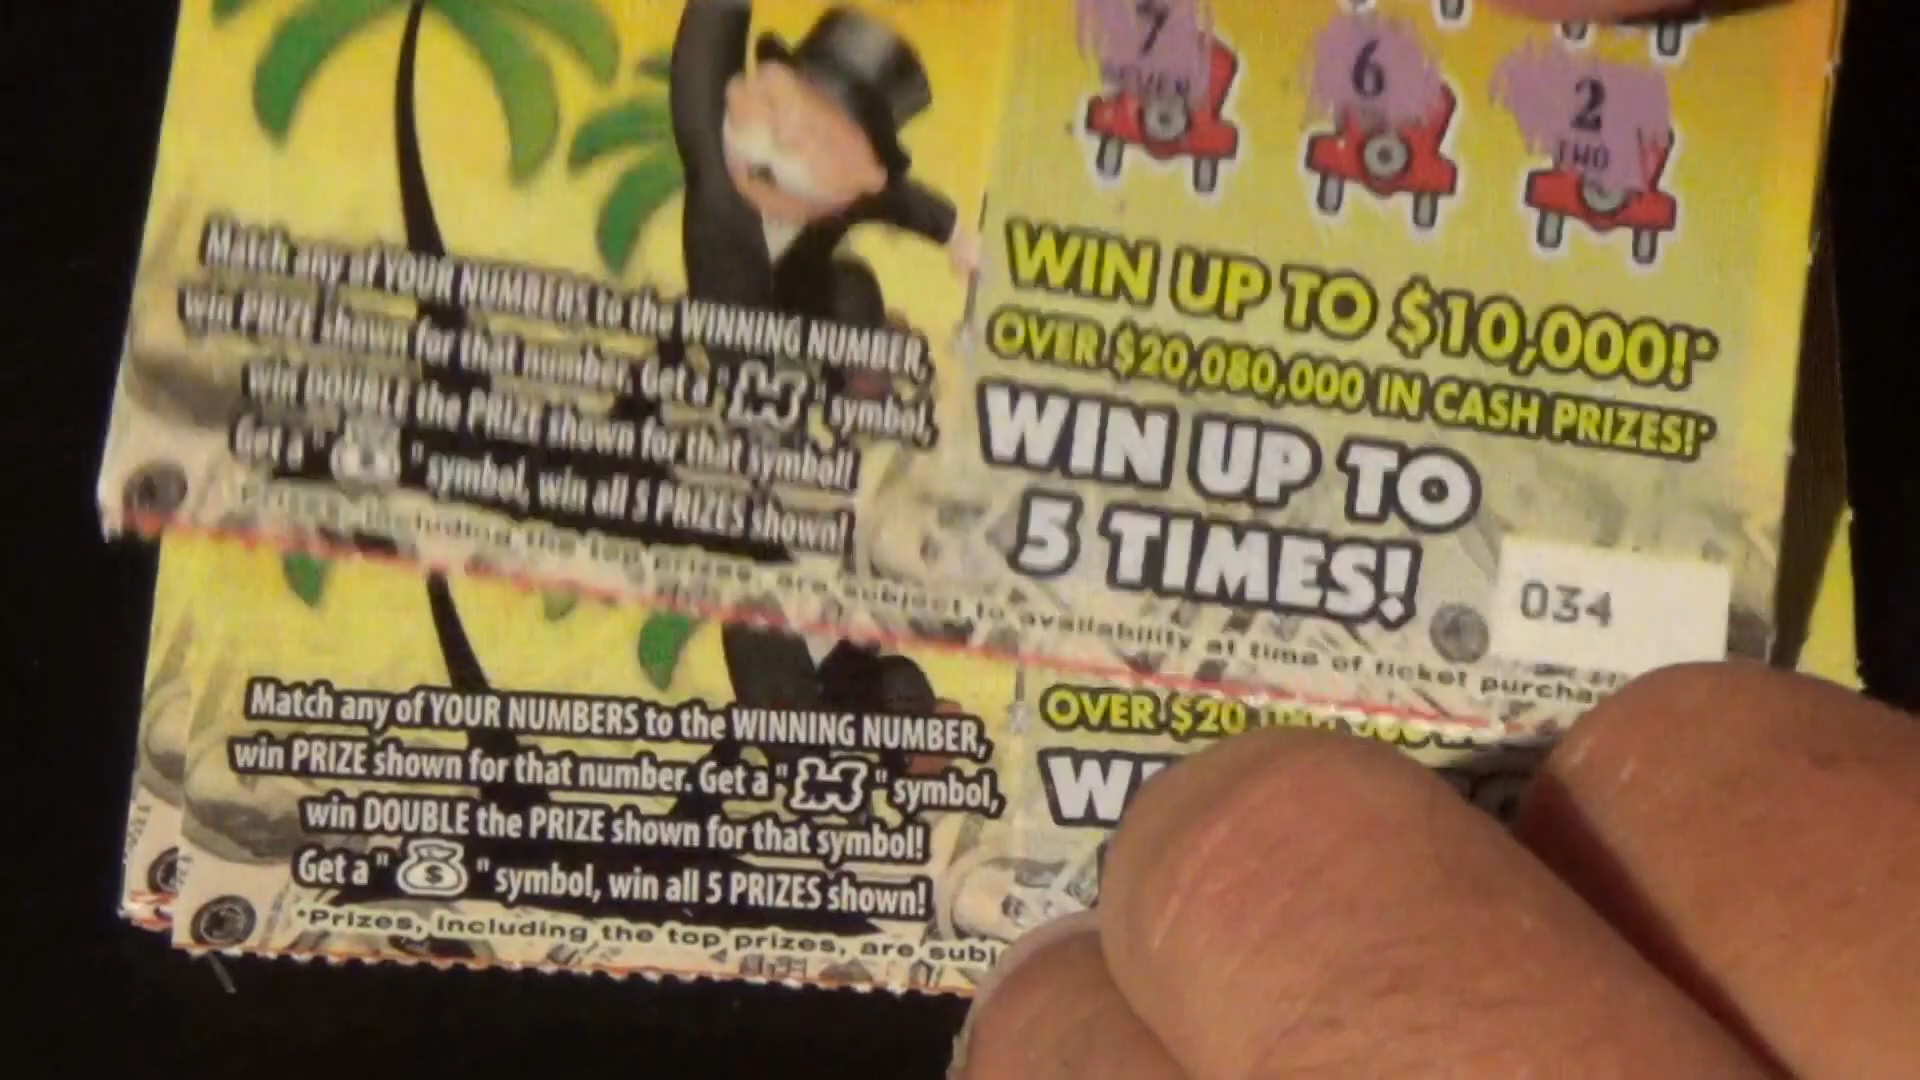 7 6 2
SEVEN TWO
Match any of YOUR NUMBERS to the WINNING NUMBER,
win PRIZE shown for that number. Get a " " symbol,
win DOUBLE the PRIZE shown for that symbol!
Get a " " symbol, win all 5 PRIZES shown!
WIN UP TO $10,000!*
OVER $20,080,000 IN CASH PRIZES!*
WIN UP TO
5 TIMES!
034
*Prizes, including the top prizes, are subject to availability at time of ticket purcha
Match any of YOUR NUMBERS to the WINNING NUMBER,
win PRIZE shown for that number. Get a " " symbol,
win DOUBLE the PRIZE shown for that symbol!
Get a " $ " symbol, win all 5 PRIZES shown!
*Prizes, including the top prizes, are subj
OVER $20